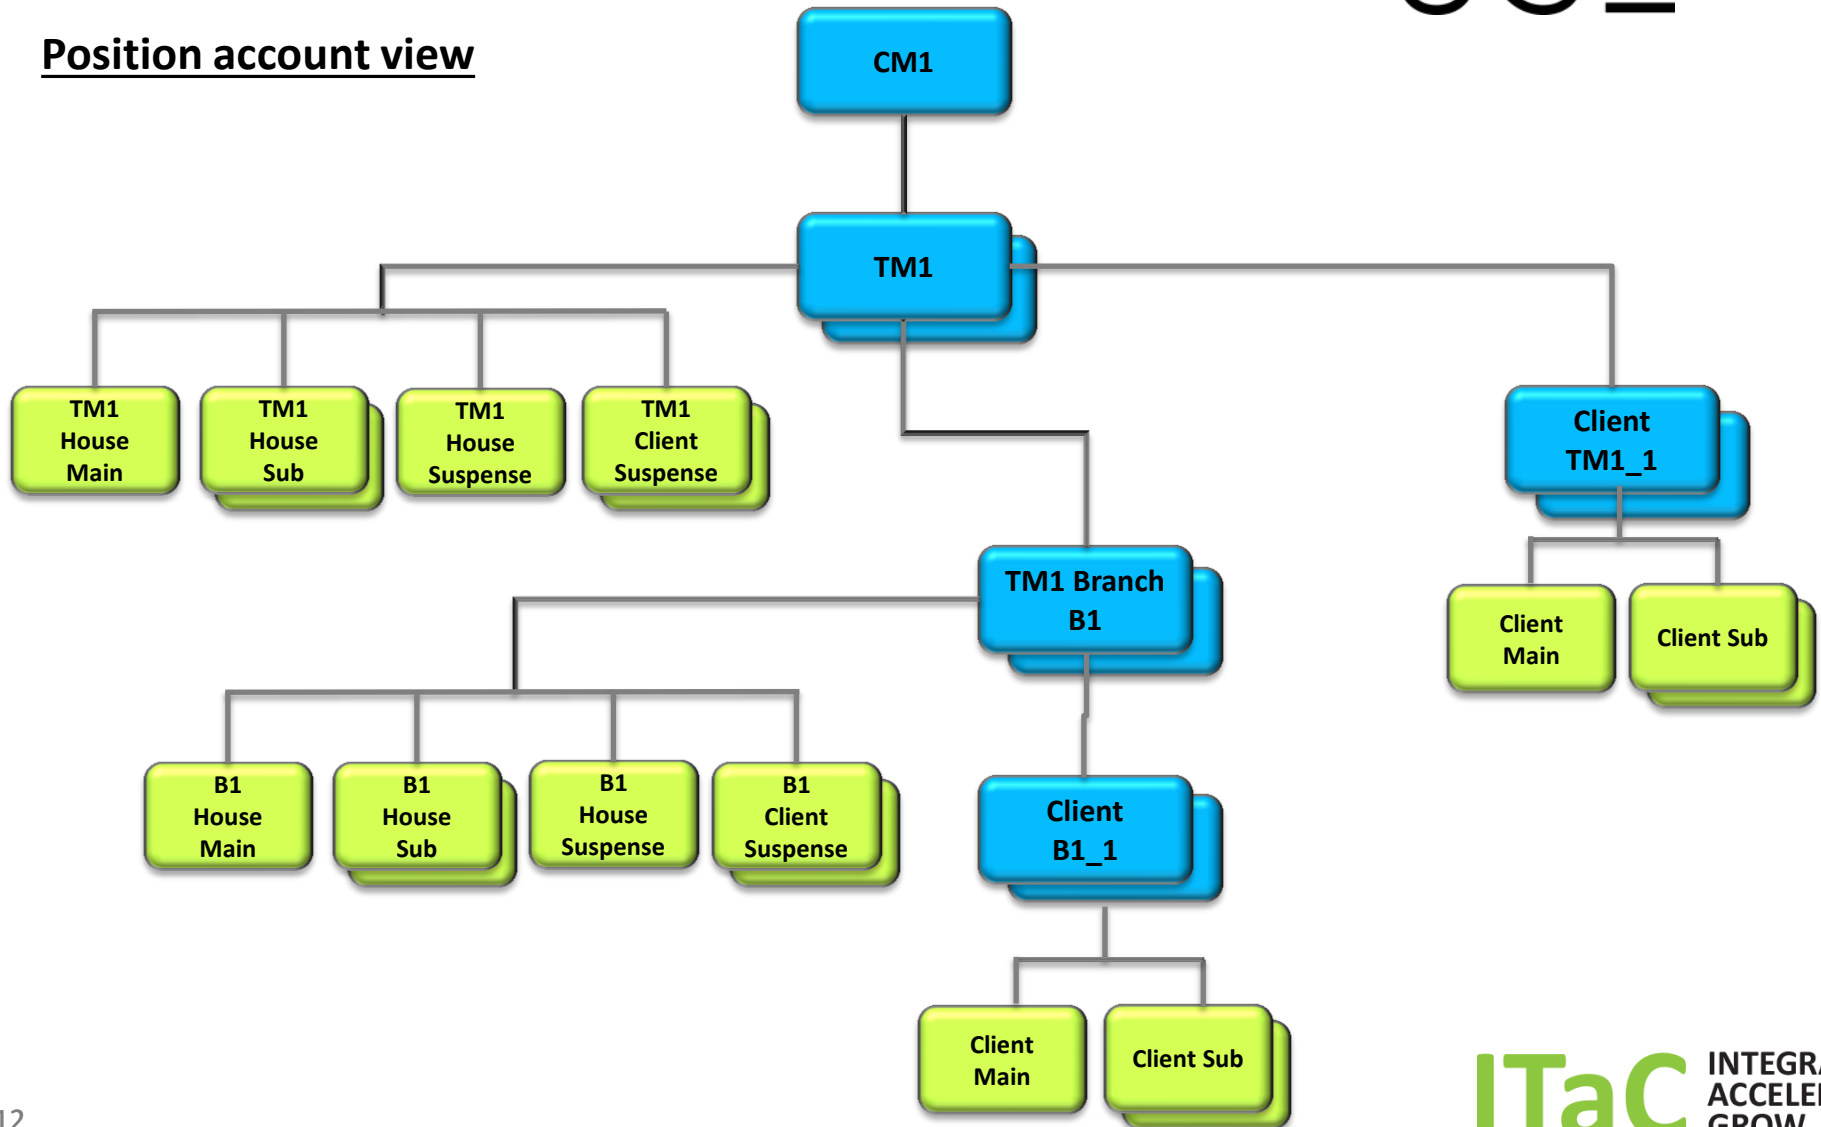 Position account view
CM1
TM1
TM1
House
Main
TM1
House
Sub
TM1
House
Suspense
TM1
Client
Suspense
Client
TM1_1
TM1 Branch
B1
Client
Main
Client Sub
B1
House
Main
B1
House
Sub
B1
House
Suspense
B1
Client
Suspense
Client
B1_1
Client
Main
Client Sub
ITaC
12